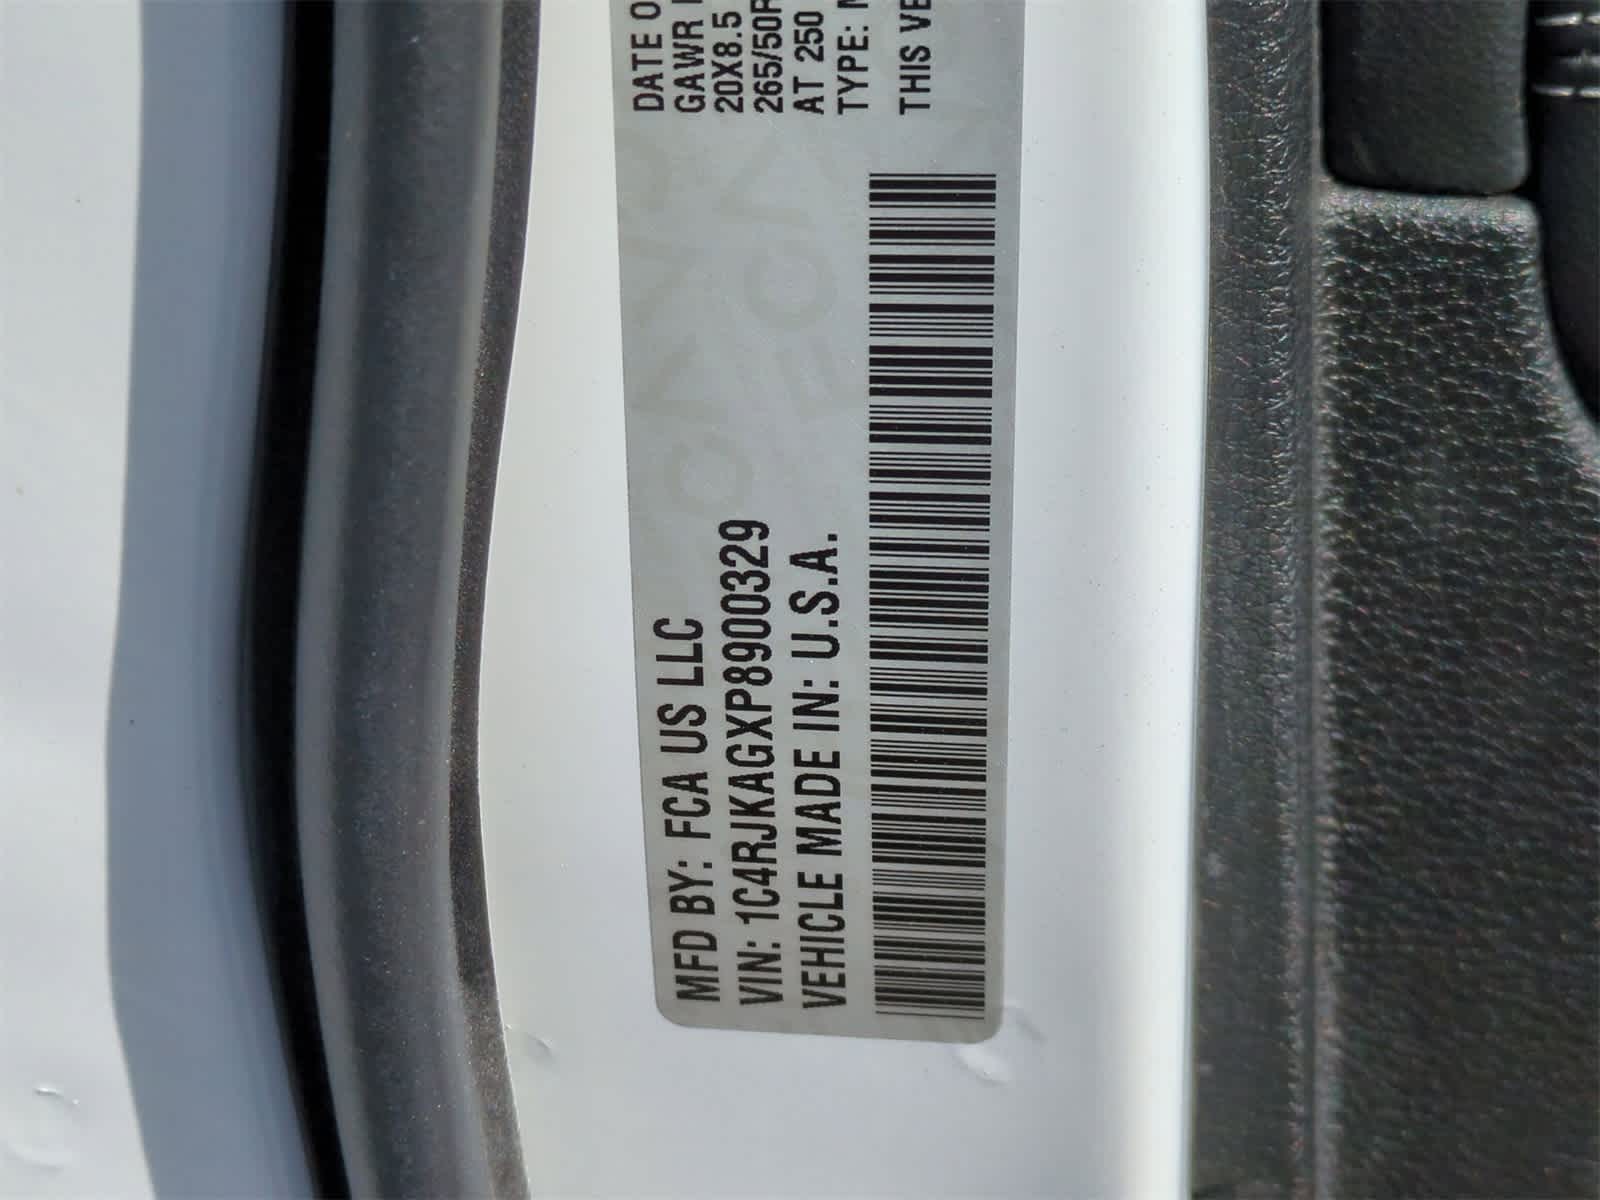 MFD BY: FCA US LLC
VIN: 1C4RJKAGXP8900329
VEHICLE MADE IN: U.S.A.
DATE O
GAWR
20X8.5
265/50R
AT 250
TYPE:
THIS VE